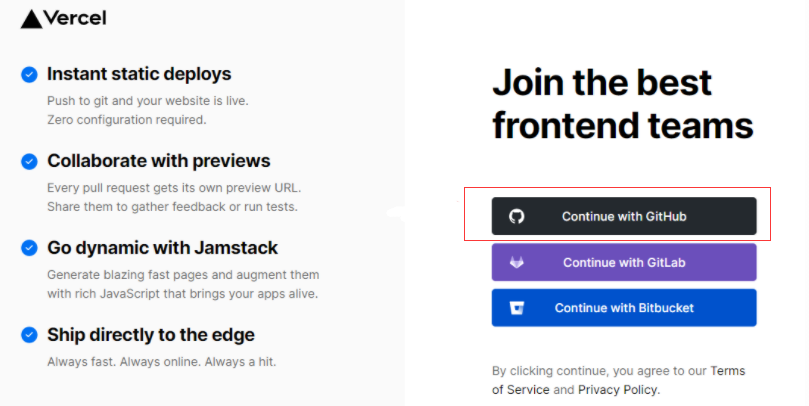 Vercel
Instant static deploys
Push to git and your website is live.
Zero configuration required.
Collaborate with previews
Every pull request gets its own preview URL.
Share them to gather feedback or run tests.
Go dynamic with Jamstack
Generate blazing fast pages and augment them
with rich JavaScript that brings your apps alive.
Ship directly to the edge
Always fast. Always online. Always a hit.
Join the best
frontend teams
Continue with GitHub
Continue with GitLab
Continue with Bitbucket
By clicking continue, you agree to our Terms
of Service and Privacy Policy.